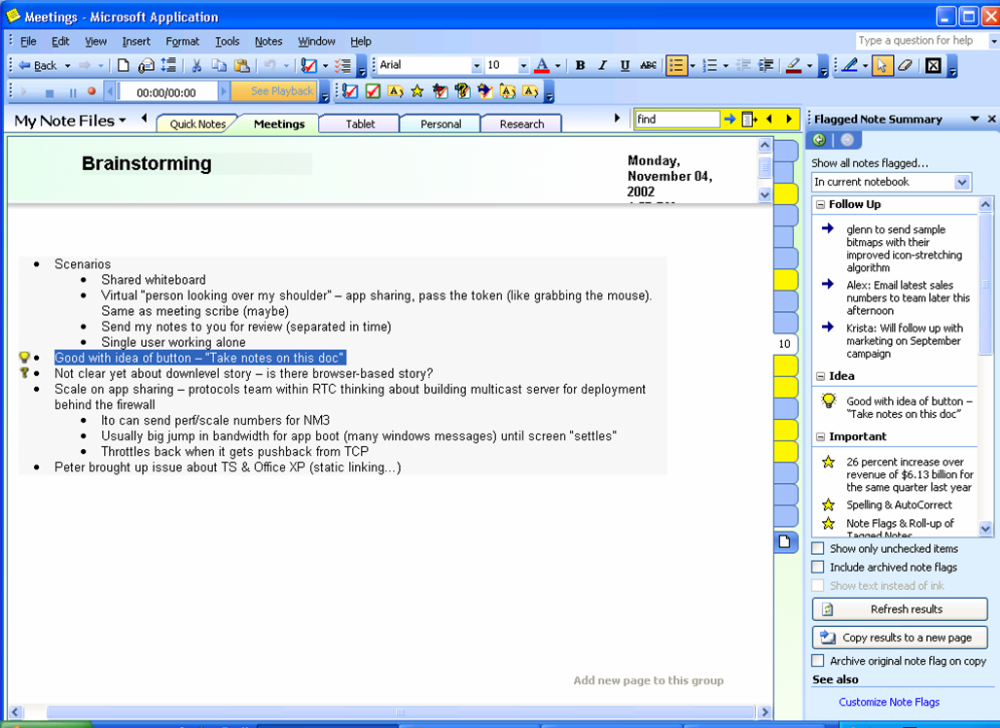 Meetings - Microsoft Application
File Edit View Insert Format Tools Notes Window Help
Type a question for help
Back Arial 10 A B I U ABC
00:00/00:00 See Playback
My Note Files Quick Notes Meetings Tablet Personal Research find
Flagged Note Summary
Brainstorming
Monday,
November 04,
2002
Scenarios
Shared whiteboard
Virtual "person looking over my shoulder" – app sharing, pass the token (like grabbing the mouse).
Same as meeting scribe (maybe)
Send my notes to you for review (separated in time)
Single user working alone
Good with idea of button – "Take notes on this doc"
Not clear yet about downlevel story – is there browser-based story?
Scale on app sharing – protocols team within RTC thinking about building multicast server for deployment
behind the firewall
Ito can send perf/scale numbers for NM3
Usually big jump in bandwidth for app boot (many windows messages) until screen "settles"
Throttles back when it gets pushback from TCP
Peter brought up issue about TS & Office XP (static linking...)
Add new page to this group
10
Show all notes flagged...
In current notebook
Follow Up
glenn to send sample
bitmaps with their
improved icon-stretching
algorithm
Alex: Email latest sales
numbers to team later this
afternoon
Krista: Will follow up with
marketing on September
campaign
Idea
Good with idea of button –
"Take notes on this doc"
Important
26 percent increase over
revenue of $6.13 billion for
the same quarter last year
Spelling & AutoCorrect
Note Flags & Roll-up of
Tagged Notes
Show only unchecked items
Include archived note flags
Show text instead of ink
Refresh results
Copy results to a new page
Archive original note flag on copy
See also
Customize Note Flags